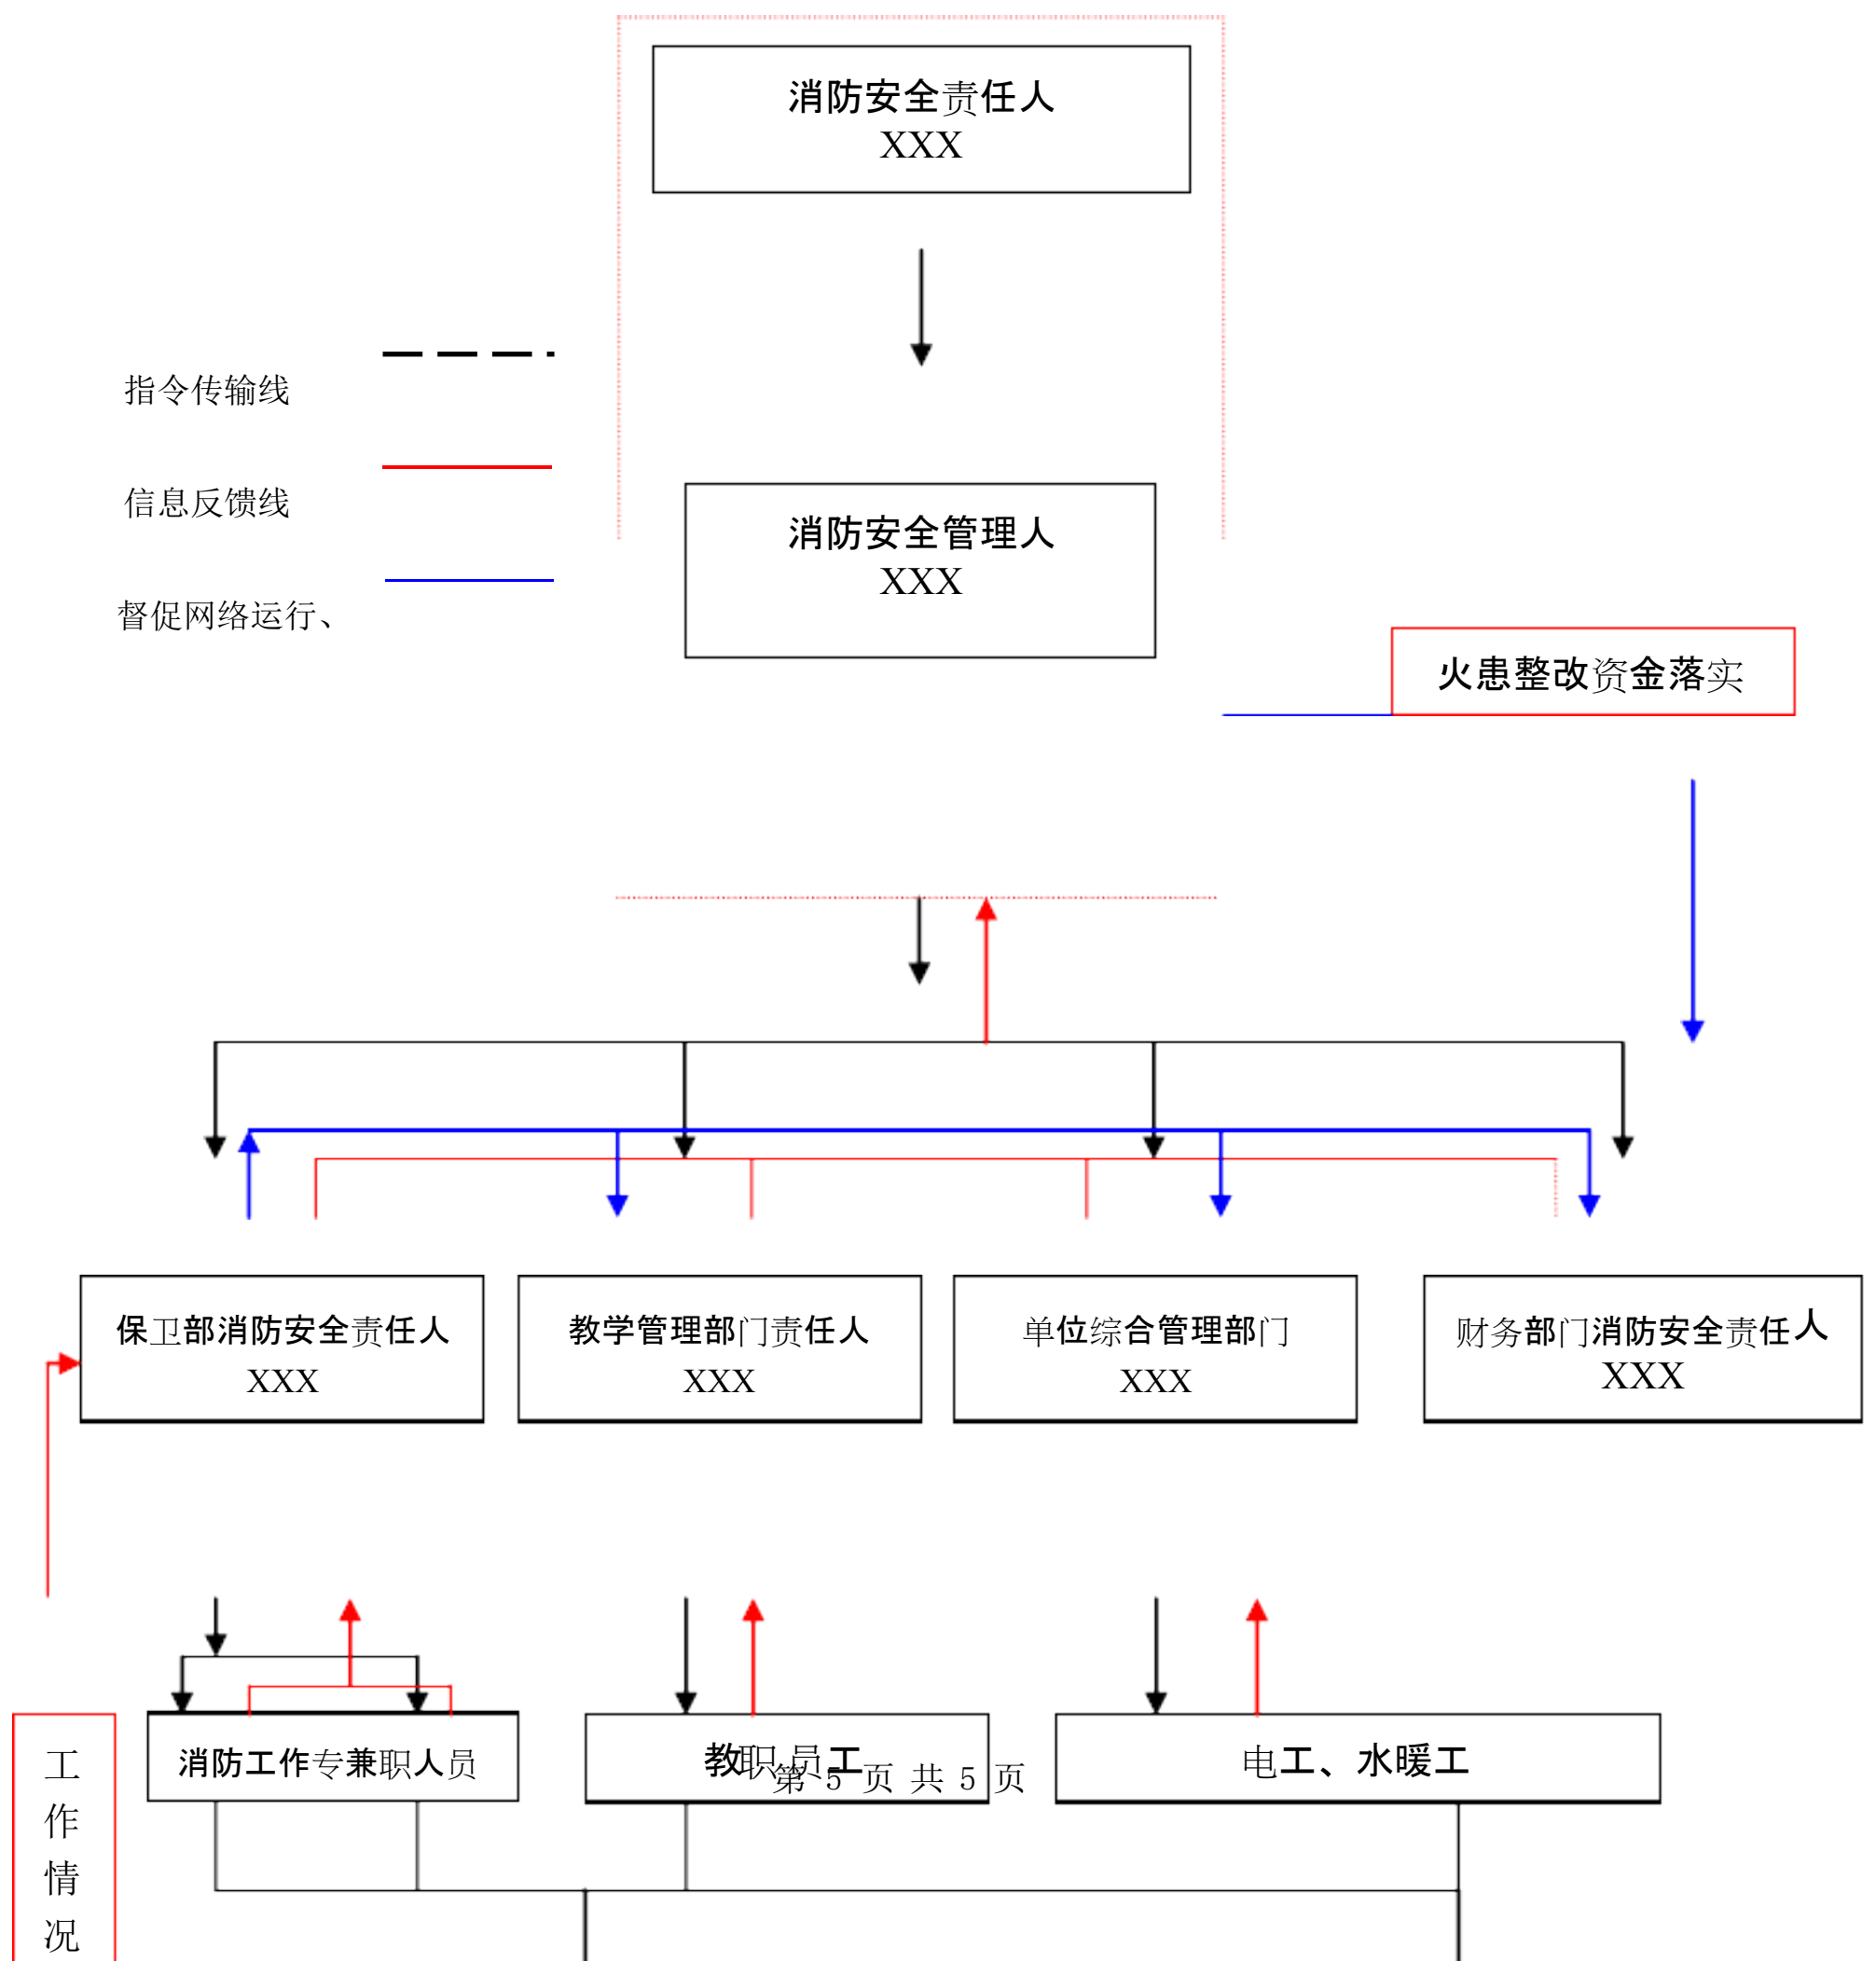 消防安全责任人
XXX
指令传输线
信息反馈线
消防安全管理人
XXX
督促网络运行、
火患整改资金落实
保卫部消防安全责任人
XXX
教学管理部门责任人
XXX
单位综合管理部门
XXX
财务部门消防安全责任人
XXX
消防工作专兼职人员
教职员工
电工、水暖工
第 5 页 共 5 页
工
作
情
况